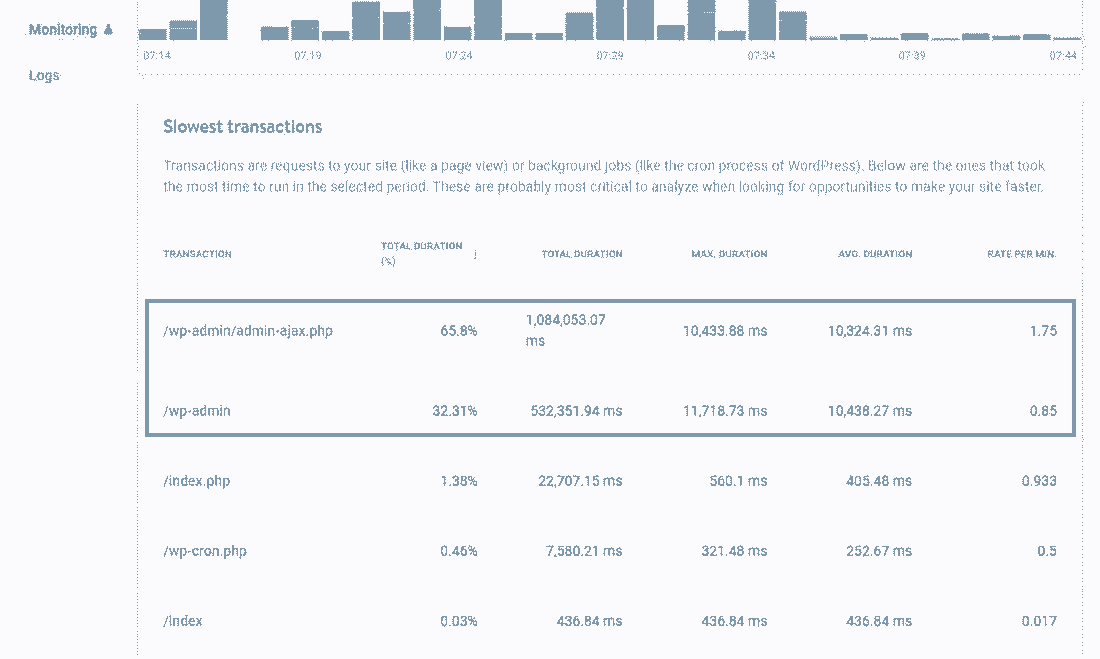 Monitoring
07:14 07:19 07:24 07:29 07:34 07:39 07:44
Logs
Slowest transactions
Transactions are requests to your site (like a page view) or background jobs (like the cron process of WordPress). Below are the ones that took
the most time to run in the selected period. These are probably most critical to analyze when looking for opportunities to make your site faster.
TRANSACTION TOTAL DURATION (%) TOTAL DURATION MAX. DURATION AVG. DURATION RATE PER MIN.
/wp-admin/admin-ajax.php 65.8% 1,084,053.07 ms 10,433.88 ms 10,324.31 ms 1.75
/wp-admin 32.31% 532,351.94 ms 11,718.73 ms 10,438.27 ms 0.85
/index.php 1.38% 22,707.15 ms 560.1 ms 405.48 ms 0.933
/wp-cron.php 0.46% 7,580.21 ms 321.48 ms 252.67 ms 0.5
/index 0.03% 436.84 ms 436.84 ms 436.84 ms 0.017